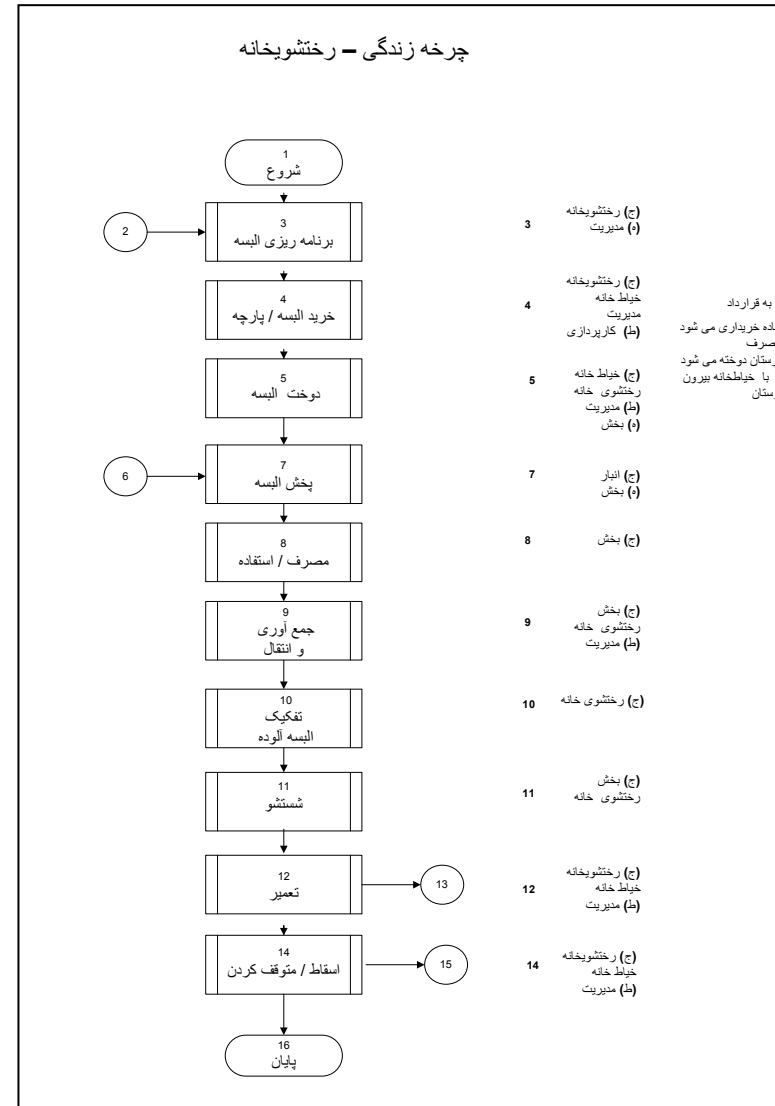 چرخه زندگی – رختشویخانه
1
شروع
2
3
برنامه ریزی البسه
4
خرید البسه / پارچه
5
دوخت البسه
6
7
پخش البسه
8
مصرف / استفاده
9
جمع آوری
و انتقال
10
تفکیک
البسه آلوده
11
شستشو
12
تعمیر
13
14
اسقاط / متوقف کردن
15
16
پایان
3
(ج) رختشویخانه
(ه) مدیریت
4
(ج) رختشویخانه
خیاط خانه
مدیریت
(ط) کارپردازی
5
(ج) خیاط خانه
رختشوی خانه
(ط) مدیریت
(ه) بخش
7
(ج) انبار
(ه) بخش
8
(ج) بخش
9
(ج) بخش
رختشوی خانه
(ط) مدیریت
10
(ج) رختشوی خانه
11
(ج) بخش
رختشوی خانه
12
(ج) رختشویخانه
خیاط خانه
(ط) مدیریت
14
(ج) رختشویخانه
خیاط خانه
(ط) مدیریت
به قرارداد
خریداری می شود
دوخته می شود
با خیاطخانه بیرون